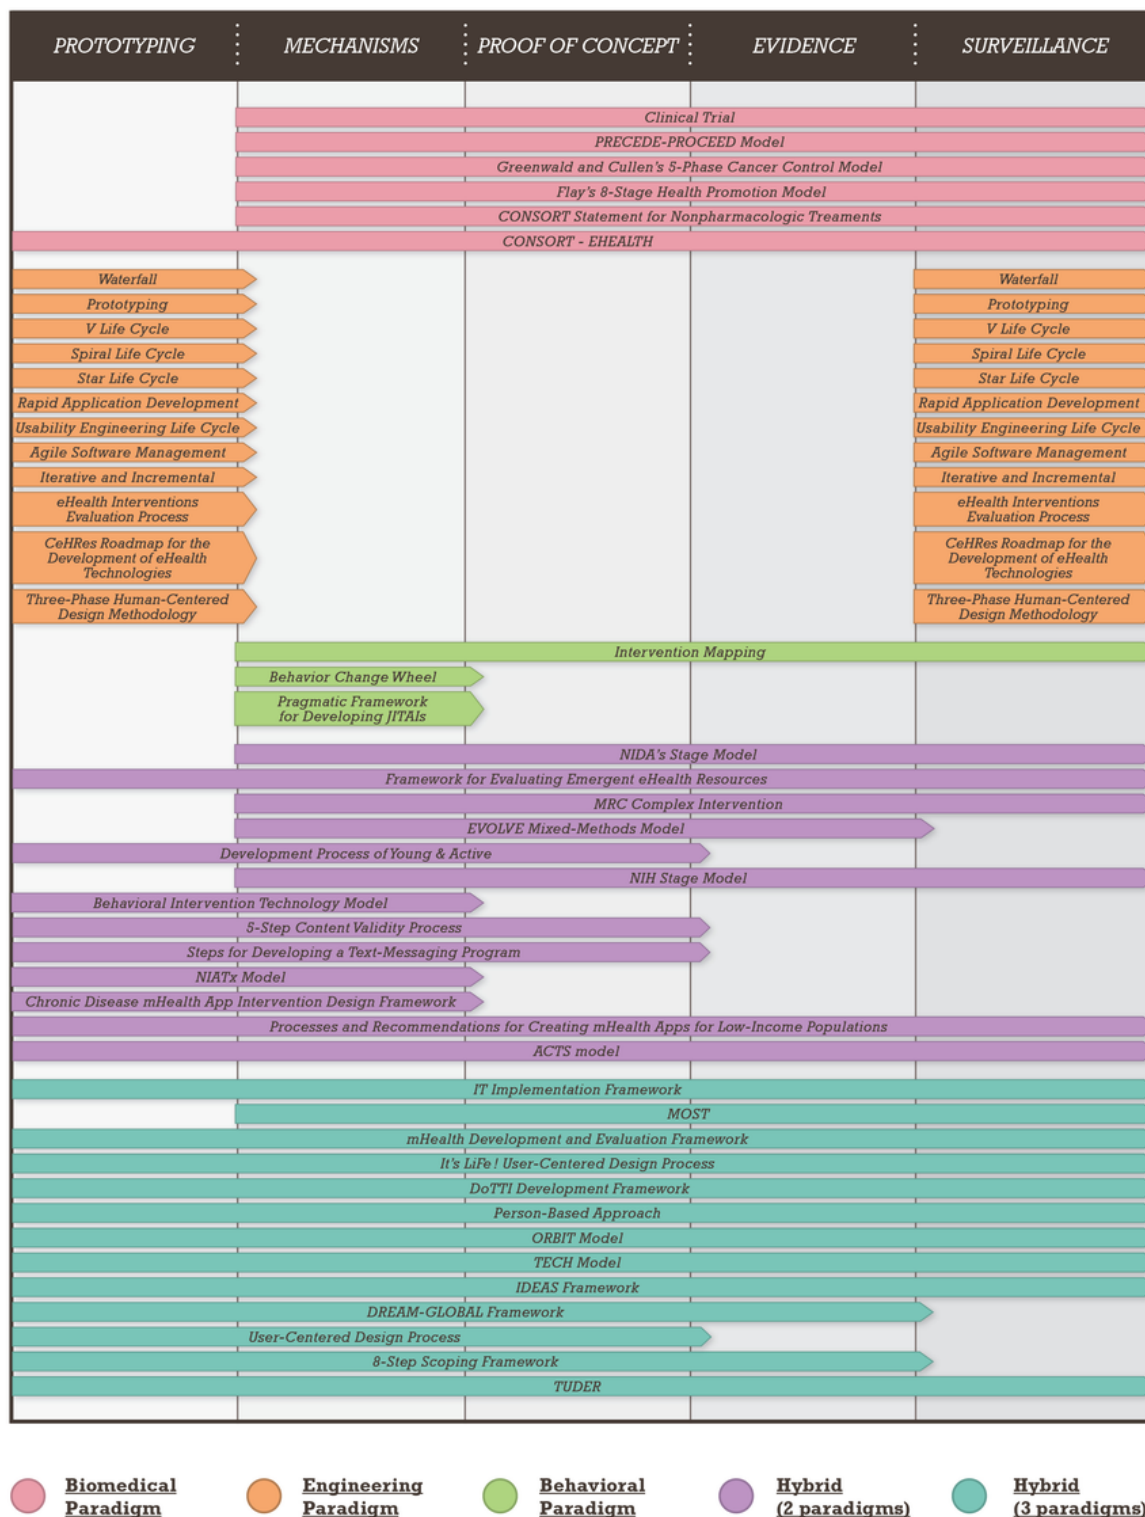 PROTOTYPING
MECHANISMS
PROOF OF CONCEPT
EVIDENCE
SURVEILLANCE
Clinical Trial
PRECEDE-PROCEED Model
Greenwald and Cullen's 5-Phase Cancer Control Model
Flay's 8-Stage Health Promotion Model
CONSORT Statement for Nonpharmacologic Treaments
CONSORT - EHEALTH
Waterfall
Waterfall
Prototyping
Prototyping
V Life Cycle
V Life Cycle
Spiral Life Cycle
Spiral Life Cycle
Star Life Cycle
Star Life Cycle
Rapid Application Development
Rapid Application Development
Usability Engineering Life Cycle
Usability Engineering Life Cycle
Agile Software Management
Agile Software Management
Iterative and Incremental
Iterative and Incremental
eHealth Interventions
Evaluation Process
eHealth Interventions
Evaluation Process
CeHRes Roadmap for the
Development of eHealth
Technologies
CeHRes Roadmap for the
Development of eHealth
Technologies
Three-Phase Human-Centered
Design Methodology
Three-Phase Human-Centered
Design Methodology
Intervention Mapping
Behavior Change Wheel
Pragmatic Framework
for Developing JITAIs
NIDA's Stage Model
Framework for Evaluating Emergent eHealth Resources
MRC Complex Intervention
EVOLVE Mixed-Methods Model
Development Process of Young & Active
NIH Stage Model
Behavioral Intervention Technology Model
5-Step Content Validity Process
Steps for Developing a Text-Messaging Program
NIATx Model
Chronic Disease mHealth App Intervention Design Framework
Processes and Recommendations for Creating mHealth Apps for Low-Income Populations
ACTS model
IT Implementation Framework
MOST
mHealth Development and Evaluation Framework
It's LiFe! User-Centered Design Process
DoTTI Development Framework
Person-Based Approach
ORBIT Model
TECH Model
IDEAS Framework
DREAM-GLOBAL Framework
User-Centered Design Process
8-Step Scoping Framework
TUDER
Biomedical
Paradigm
Engineering
Paradigm
Behavioral
Paradigm
Hybrid
(2 paradigms)
Hybrid
(3 paradigms)